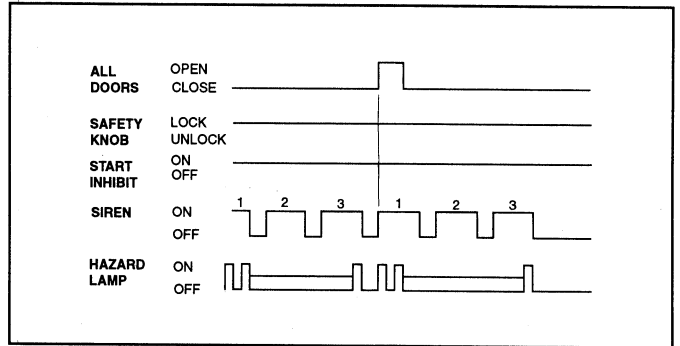 ALL DOORS OPEN
CLOSE
SAFETY KNOB LOCK
UNLOCK
START INHIBIT ON
OFF
SIREN ON 1 2 3 1 2 3
OFF
HAZARD LAMP ON
OFF